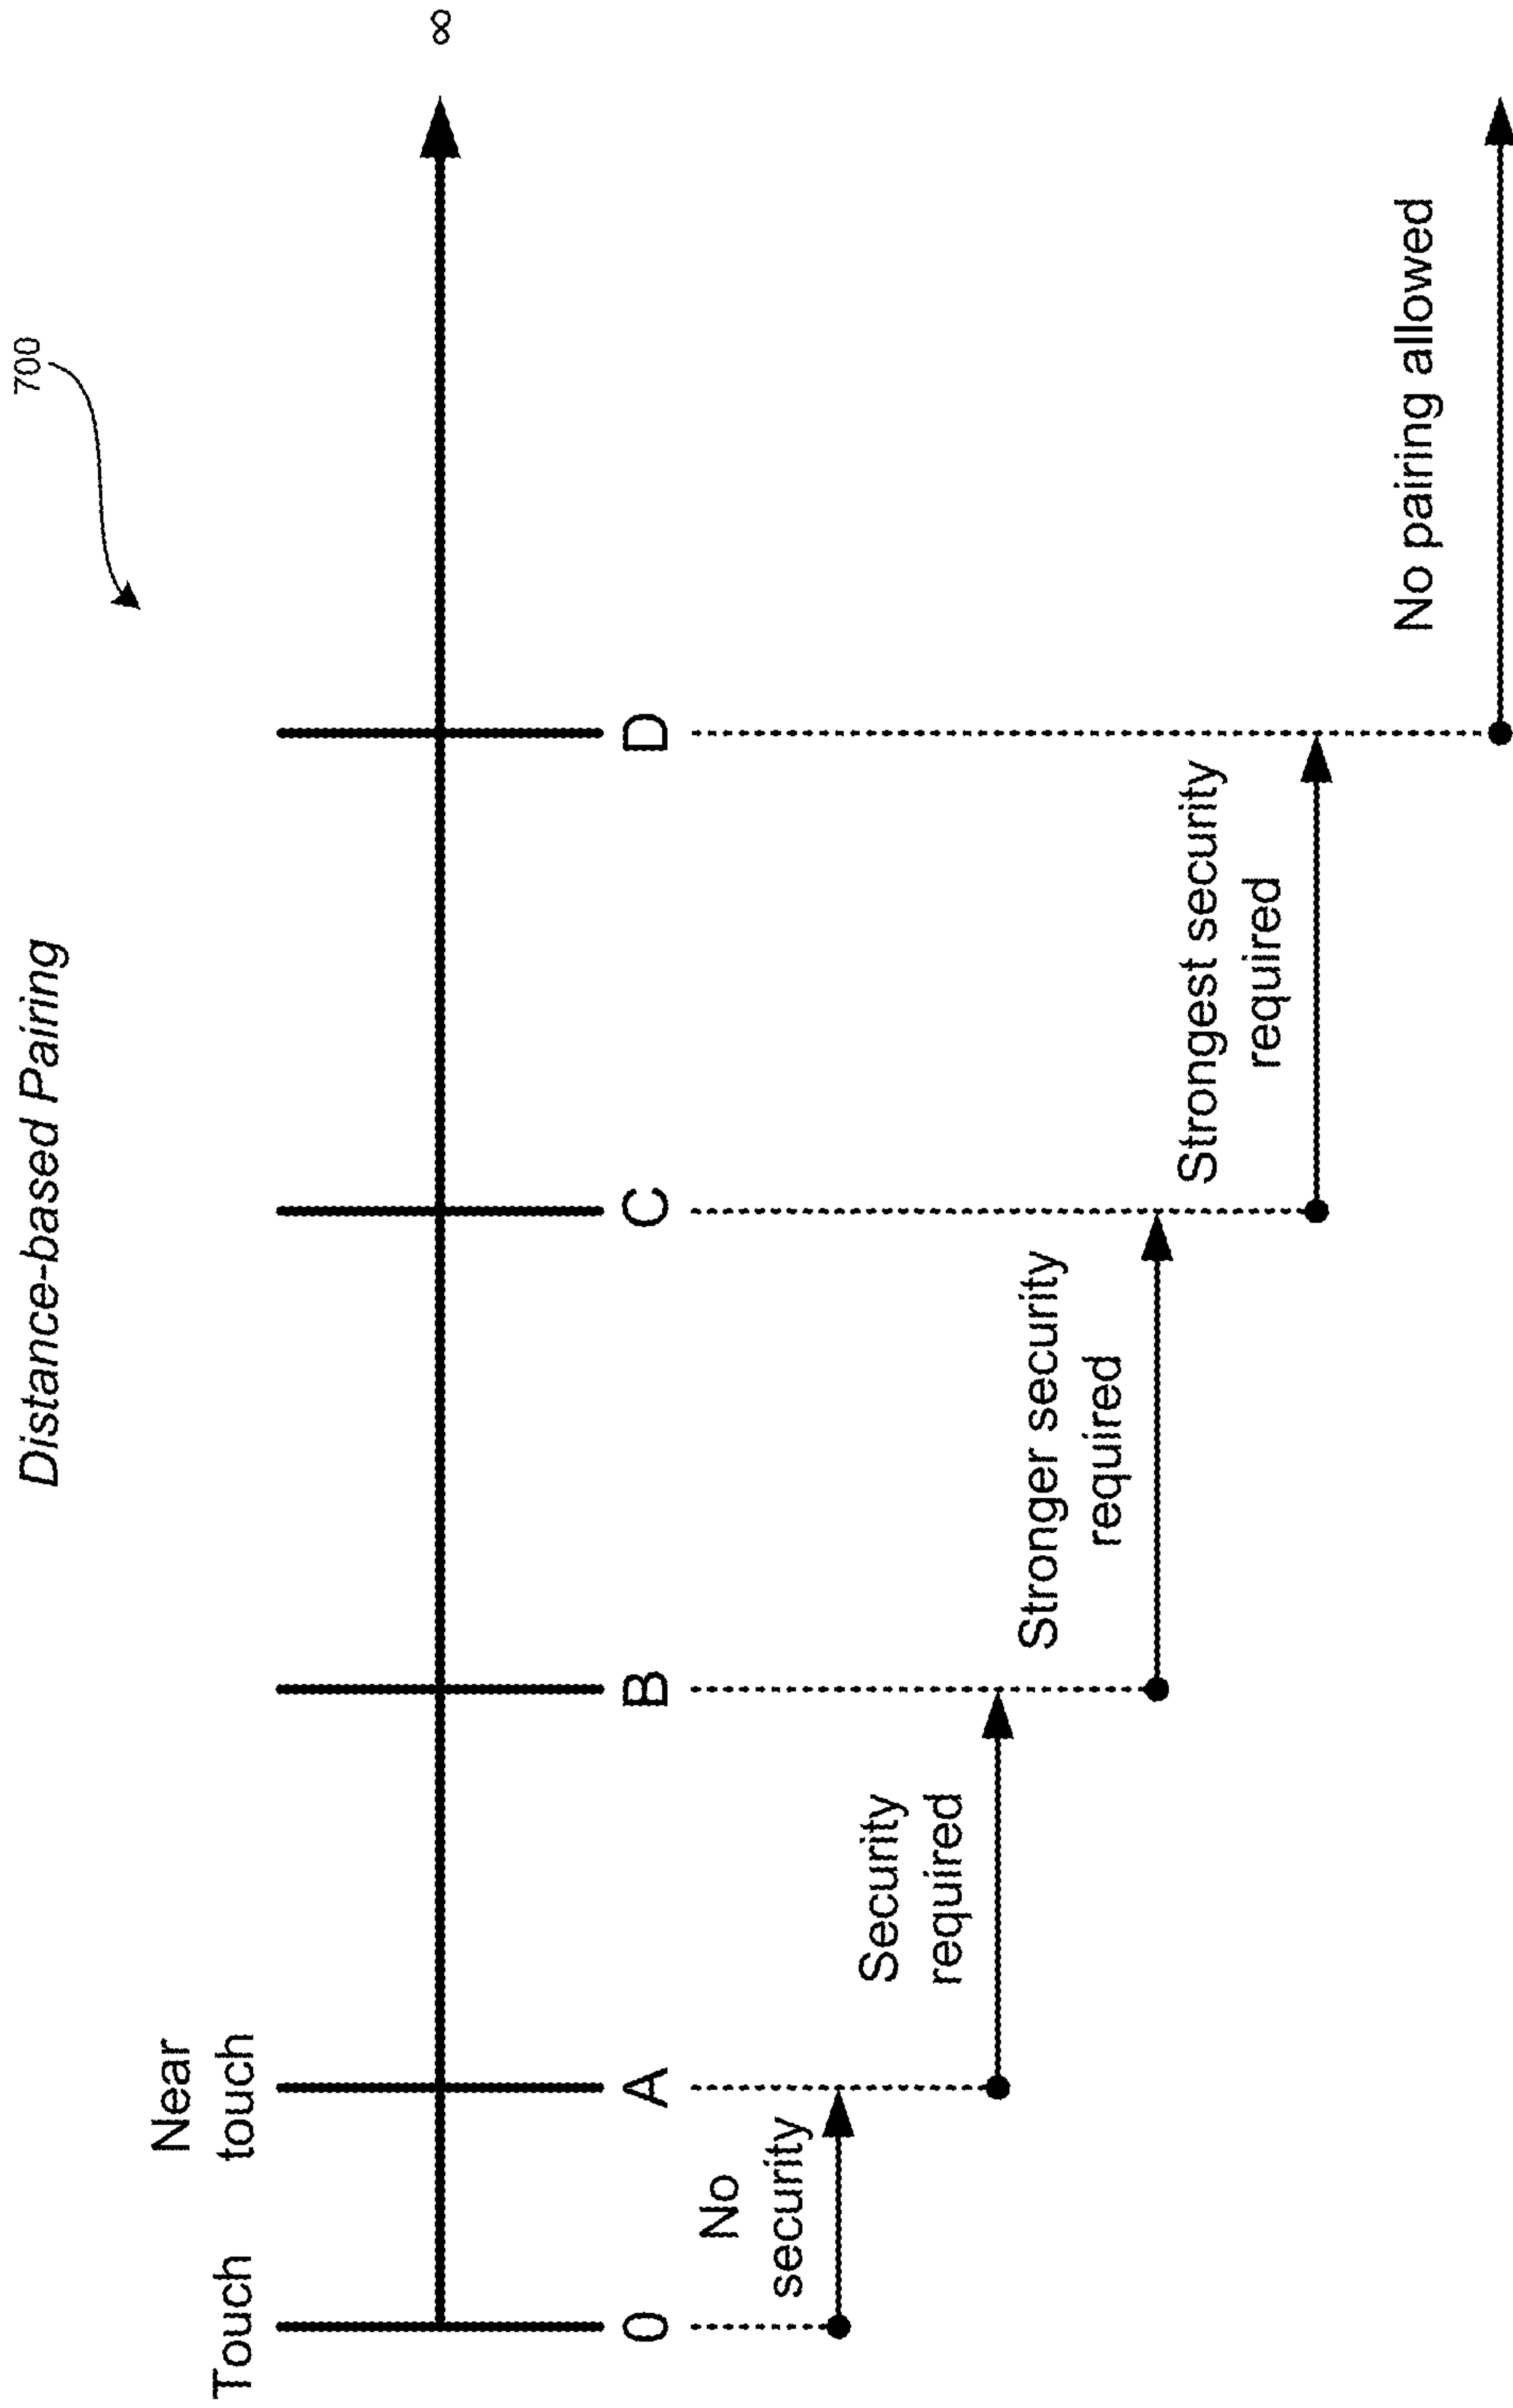 Distance-based Pairing
700
Touch
Near
touch
∞
0
A
B
C
D
No
security
Security
required
Stronger security
required
Strongest security
required
No pairing allowed